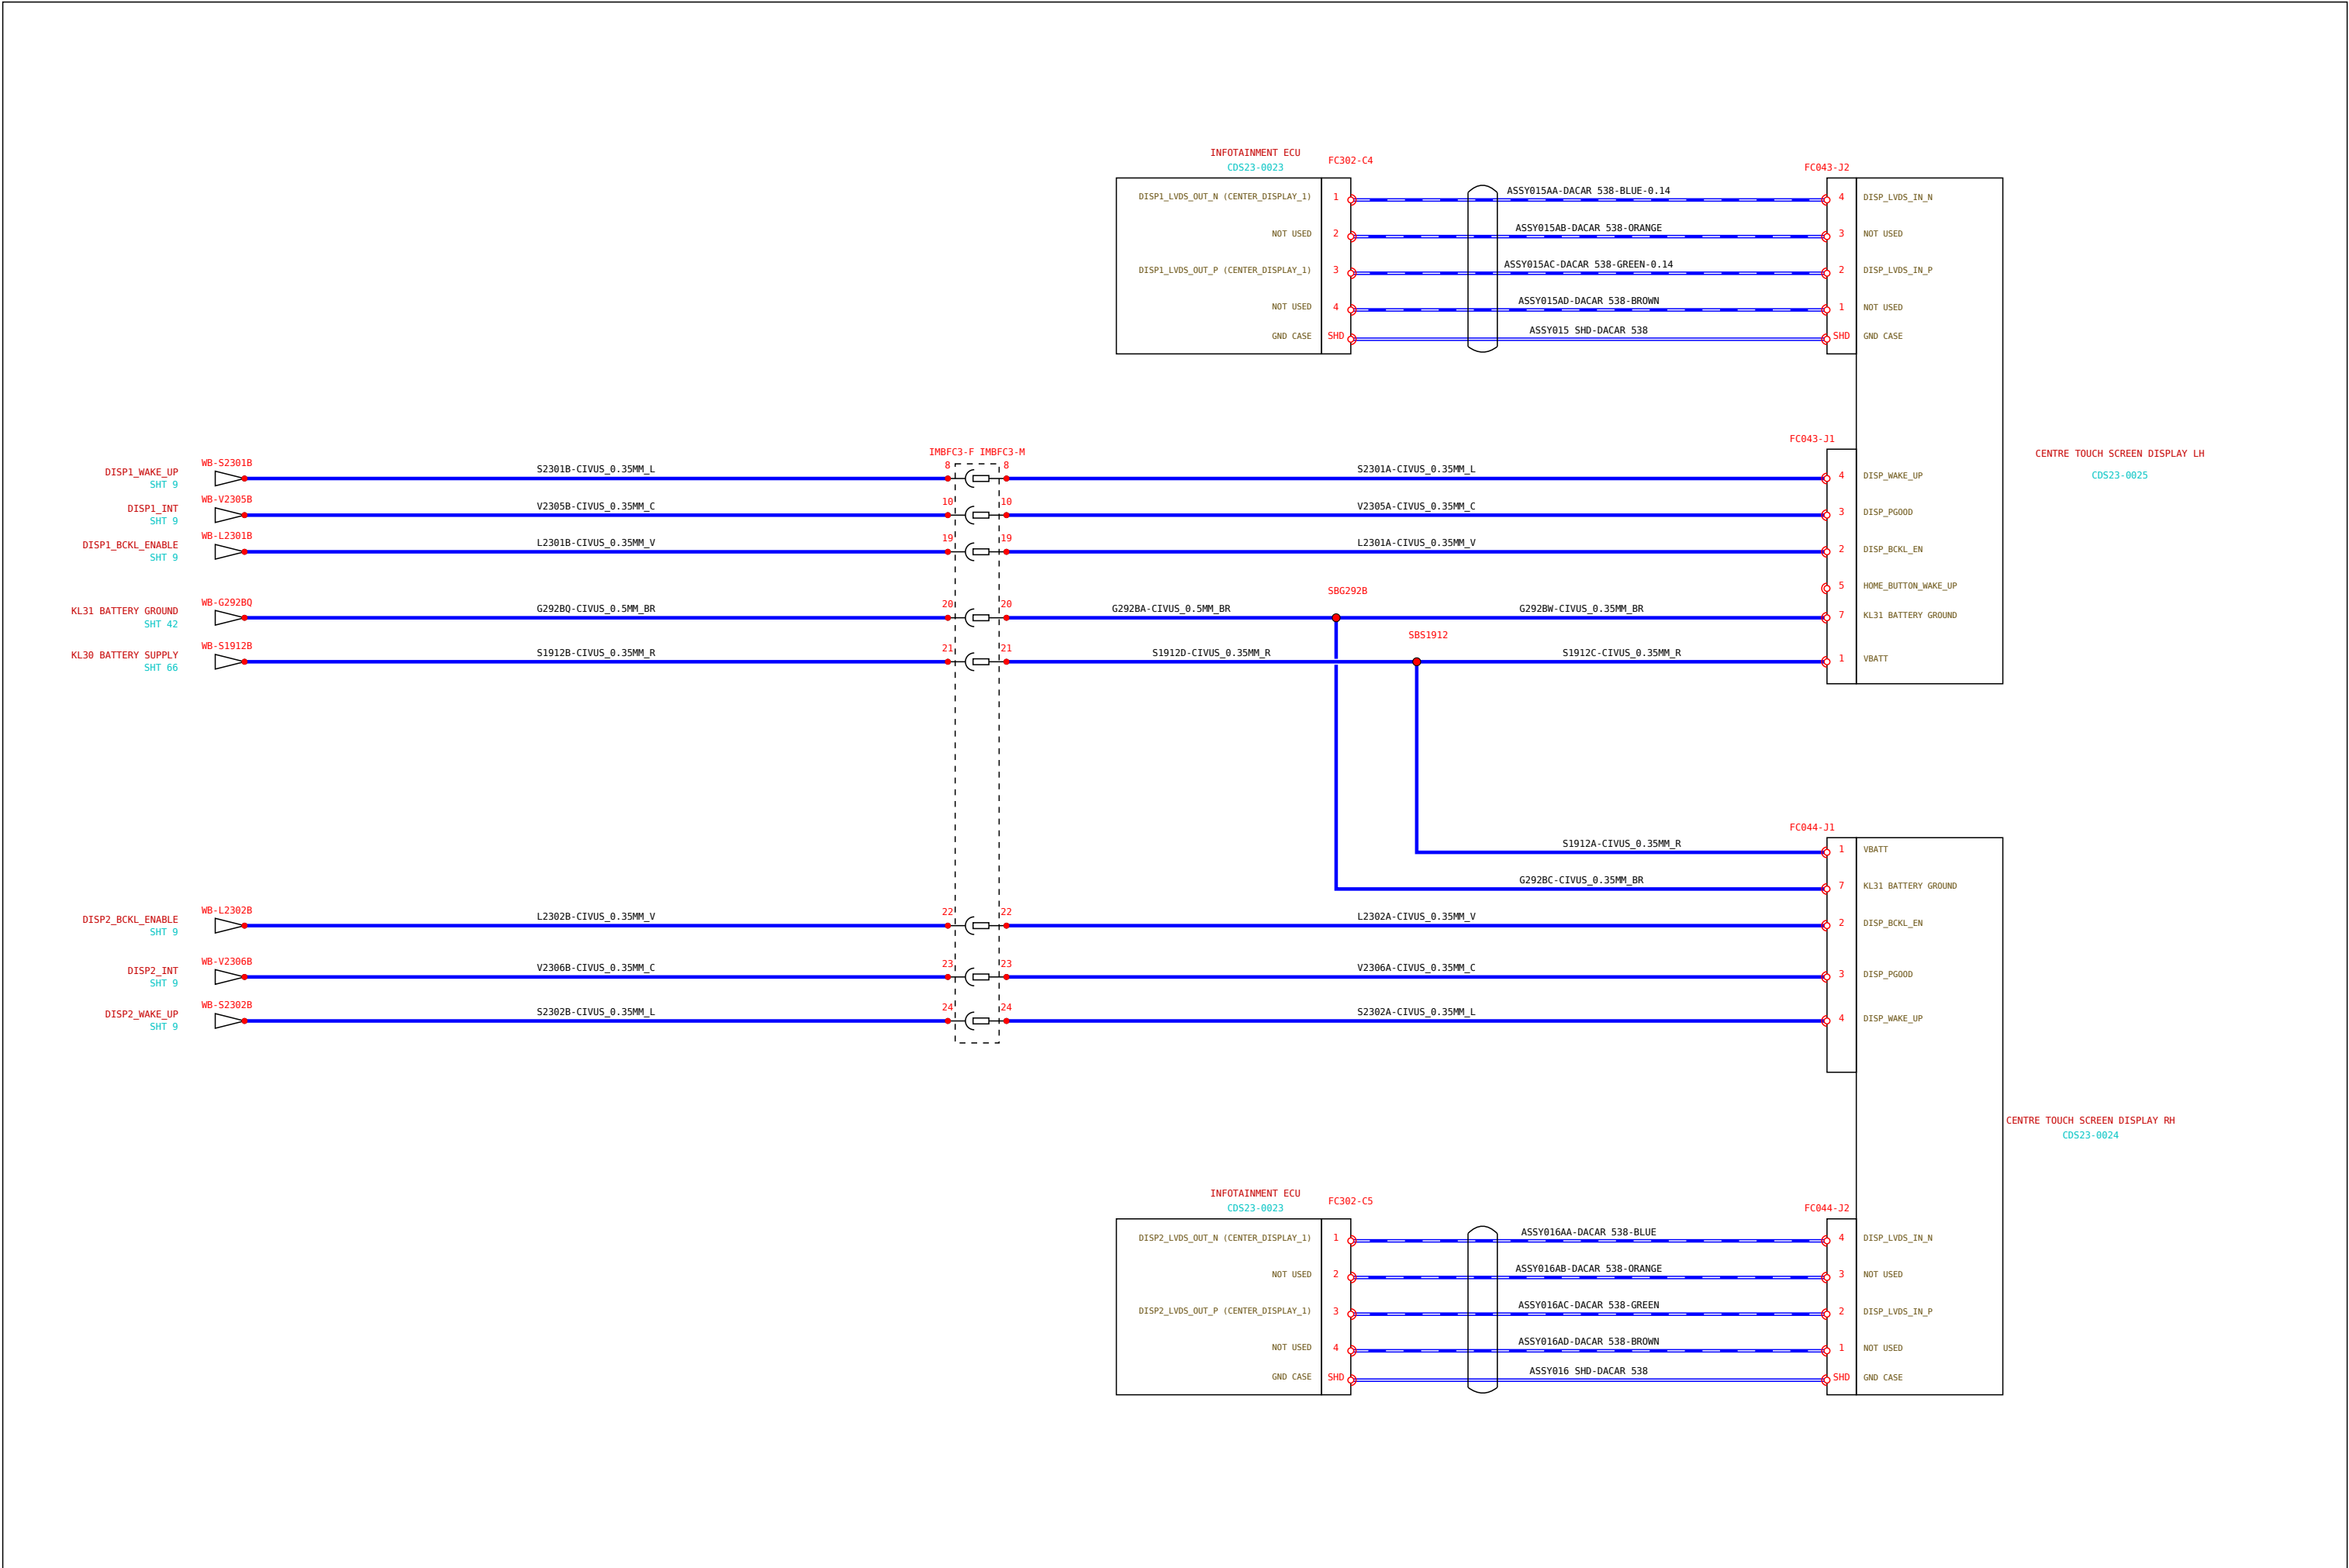 INFOTAINMENT ECU
CDS23-0023
FC302-C4
FC043-J2
DISP1_LVDS_OUT_N (CENTER_DISPLAY_1) 1 ASSY015AA-DACAR 538-BLUE-0.14 4 DISP_LVDS_IN_N
NOT USED 2 ASSY015AB-DACAR 538-ORANGE 3 NOT USED
DISP1_LVDS_OUT_P (CENTER_DISPLAY_1) 3 ASSY015AC-DACAR 538-GREEN-0.14 2 DISP_LVDS_IN_P
NOT USED 4 ASSY015AD-DACAR 538-BROWN 1 NOT USED
GND CASE SHD ASSY015 SHD-DACAR 538 SHD GND CASE
FC043-J1
CENTRE TOUCH SCREEN DISPLAY LH
CDS23-0025
IMBFC3-F IMBFC3-M
WB-S2301B
DISP1_WAKE_UP S2301B-CIVUS_0.35MM_L 8 8 S2301A-CIVUS_0.35MM_L 4 DISP_WAKE_UP
SHT 9
WB-V2305B
DISP1_INT V2305B-CIVUS_0.35MM_C 10 10 V2305A-CIVUS_0.35MM_C 3 DISP_PGOOD
SHT 9
WB-L2301B
DISP1_BCKL_ENABLE L2301B-CIVUS_0.35MM_V 19 19 L2301A-CIVUS_0.35MM_V 2 DISP_BCKL_EN
SHT 9
5 HOME_BUTTON_WAKE_UP
SBG292B
WB-G292BQ
KL31 BATTERY GROUND G292BQ-CIVUS_0.5MM_BR 20 20 G292BA-CIVUS_0.5MM_BR G292BW-CIVUS_0.35MM_BR 7 KL31 BATTERY GROUND
SHT 42
SBS1912
WB-S1912B
KL30 BATTERY SUPPLY S1912B-CIVUS_0.35MM_R 21 21 S1912D-CIVUS_0.35MM_R S1912C-CIVUS_0.35MM_R 1 VBATT
SHT 66
FC044-J1
S1912A-CIVUS_0.35MM_R 1 VBATT
G292BC-CIVUS_0.35MM_BR 7 KL31 BATTERY GROUND
WB-L2302B
DISP2_BCKL_ENABLE L2302B-CIVUS_0.35MM_V 22 22 L2302A-CIVUS_0.35MM_V 2 DISP_BCKL_EN
SHT 9
WB-V2306B
DISP2_INT V2306B-CIVUS_0.35MM_C 23 23 V2306A-CIVUS_0.35MM_C 3 DISP_PGOOD
SHT 9
WB-S2302B
DISP2_WAKE_UP S2302B-CIVUS_0.35MM_L 24 24 S2302A-CIVUS_0.35MM_L 4 DISP_WAKE_UP
SHT 9
CENTRE TOUCH SCREEN DISPLAY RH
CDS23-0024
INFOTAINMENT ECU
CDS23-0023
FC302-C5
FC044-J2
DISP2_LVDS_OUT_N (CENTER_DISPLAY_1) 1 ASSY016AA-DACAR 538-BLUE 4 DISP_LVDS_IN_N
NOT USED 2 ASSY016AB-DACAR 538-ORANGE 3 NOT USED
DISP2_LVDS_OUT_P (CENTER_DISPLAY_1) 3 ASSY016AC-DACAR 538-GREEN 2 DISP_LVDS_IN_P
NOT USED 4 ASSY016AD-DACAR 538-BROWN 1 NOT USED
GND CASE SHD ASSY016 SHD-DACAR 538 SHD GND CASE